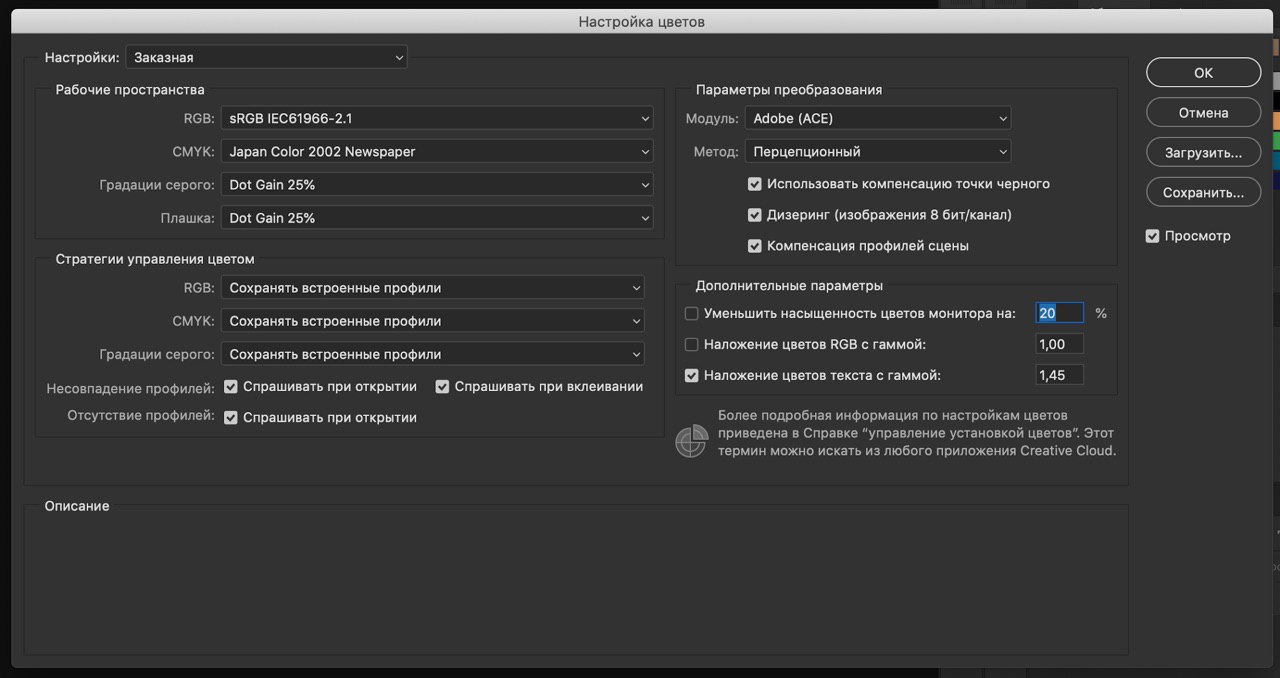 Настройка цветов
Настройки: Заказная
Рабочие пространства
RGB: sRGB IEC61966-2.1
CMYK: Japan Color 2002 Newspaper
Градации серого: Dot Gain 25%
Плашка: Dot Gain 25%
Стратегии управления цветом
RGB: Сохранять встроенные профили
CMYK: Сохранять встроенные профили
Градации серого: Сохранять встроенные профили
Несовпадение профилей: Спрашивать при открытии Спрашивать при вклеивании
Отсутствие профилей: Спрашивать при открытии
Параметры преобразования
Модуль: Adobe (ACE)
Метод: Перцепционный
Использовать компенсацию точки черного
Дизеринг (изображения 8 бит/канал)
Компенсация профилей сцены
Дополнительные параметры
Уменьшить насыщенность цветов монитора на: 20 %
Наложение цветов RGB с гаммой: 1,00
Наложение цветов текста с гаммой: 1,45
Более подробная информация по настройкам цветов
приведена в Справке “управление установкой цветов”. Этот
термин можно искать из любого приложения Creative Cloud.
OK
Отмена
Загрузить...
Сохранить...
Просмотр
Описание